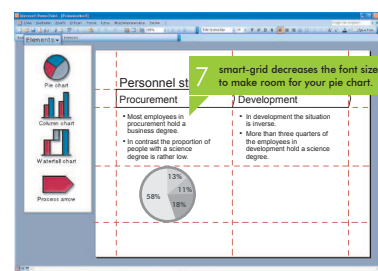 Microsoft PowerPoint - [Präsentation1]
Elements
Pie chart
Column chart
Waterfall chart
Process arrow
Personnel st
7
smart-grid decreases the font size
to make room for your pie chart.
Procurement
Development
• Most employees in
procurement hold a
business degree.
• In contrast the proportion of
people with a science
degree is rather low.
• In development the situation
is inverse.
• More than three quarters of
the employees in
development hold a science
degree.
13%
11%
18%
58%